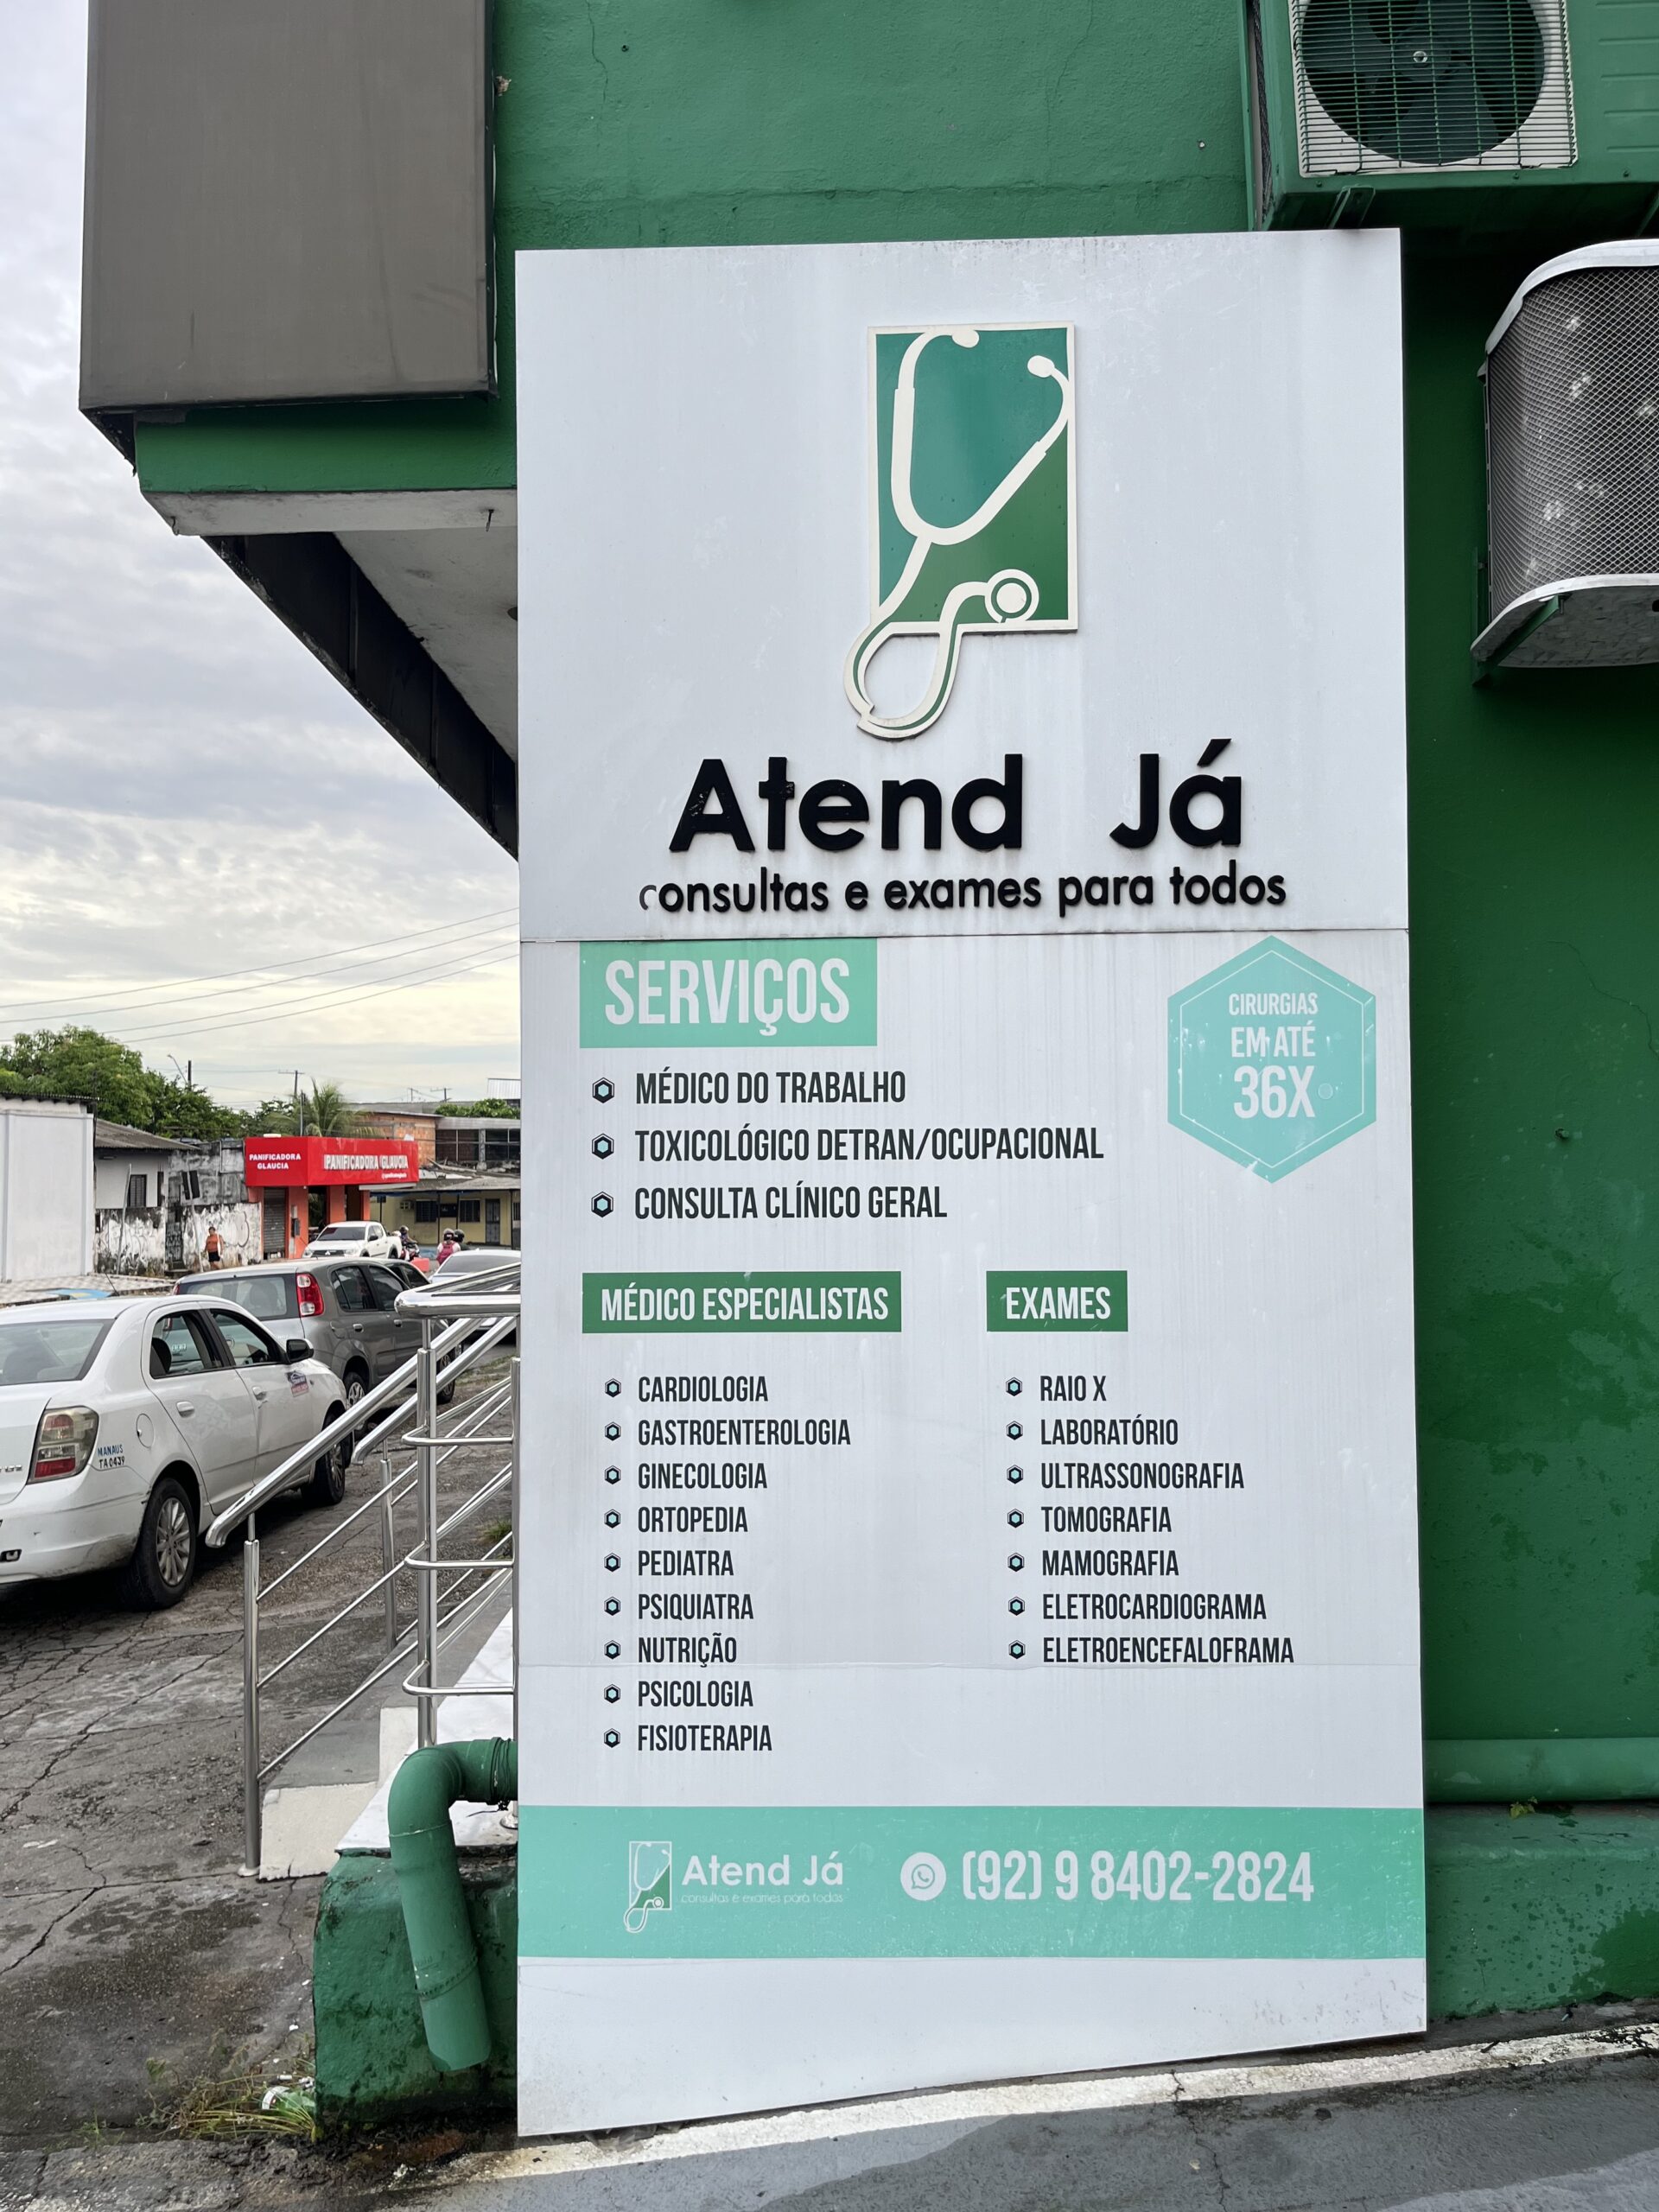 Atend Já
consultas e exames para todos
SERVIÇOS
CIRURGIAS
EM ATÉ
36X
MÉDICO DO TRABALHO
TOXICOLÓGICO DETRAN/OCUPACIONAL
CONSULTA CLÍNICO GERAL
MÉDICO ESPECIALISTAS
CARDIOLOGIA
GASTROENTEROLOGIA
GINECOLOGIA
ORTOPEDIA
PEDIATRA
PSIQUIATRA
NUTRIÇÃO
PSICOLOGIA
FISIOTERAPIA
EXAMES
RAIO X
LABORATÓRIO
ULTRASSONOGRAFIA
TOMOGRAFIA
MAMOGRAFIA
ELETROCARDIOGRAMA
ELETROENCEFALOFRAMA
Atend Já
consultas e exames para todos
(92) 9 8402-2824
PANIFICADORA
GLAUCIA
PANIFICADORA GLAUCIA
MANAUS
TA0439